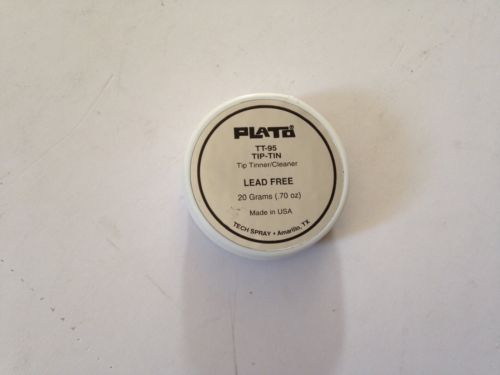 PLATO®
TT-95
TIP-TIN
Tip Tinner/Cleaner
LEAD FREE
20 Grams (.70 oz)
Made in USA
TECH SPRAY • Amarillo, TX